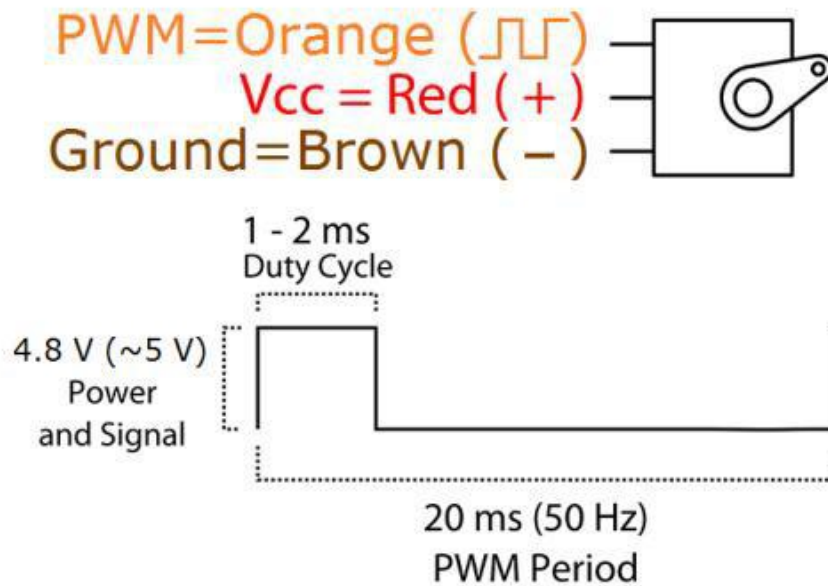 PWM=Orange (⎍⎍)
Vcc = Red ( + )
Ground=Brown ( − )
1 - 2 ms
Duty Cycle
4.8 V (~5 V)
Power
and Signal
20 ms (50 Hz)
PWM Period